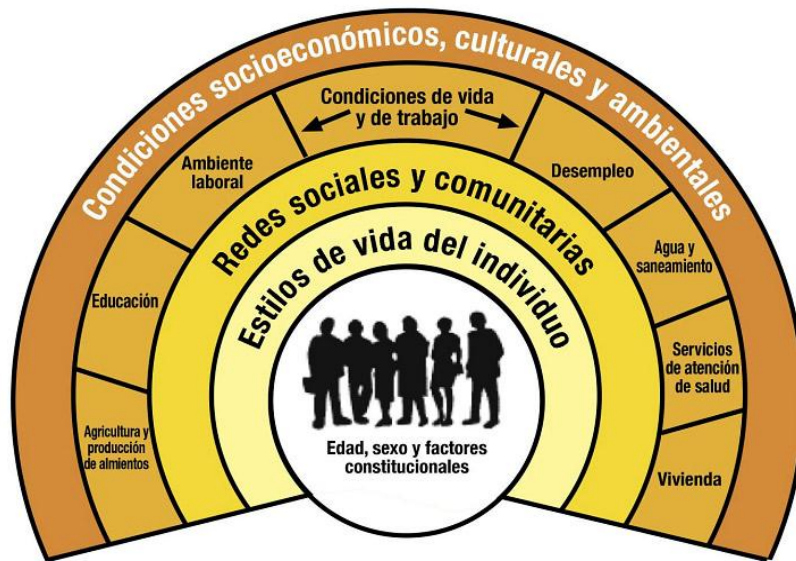 Condiciones socioeconómicos, culturales y ambientales
Condiciones de vida
y de trabajo
Ambiente
laboral
Desempleo
Redes sociales y comunitarias
Agua y
saneamiento
Estilos de vida del individuo
Educación
Servicios
de atención
de salud
Agricultura y
producción
de almientos
Edad, sexo y factores
constitucionales
Vivienda